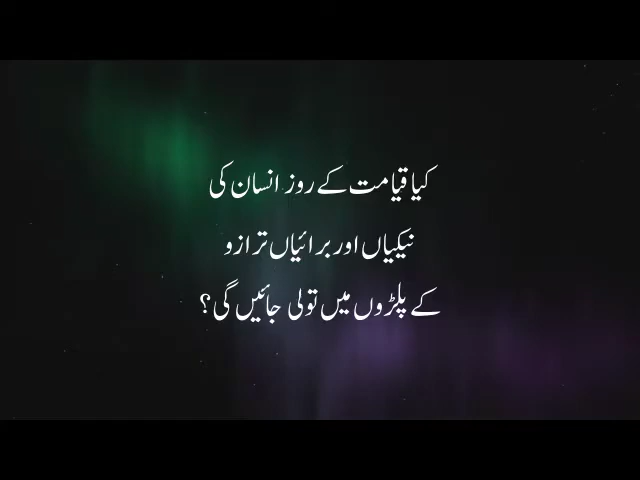 کیا قیامت کے روز انسان کی
نیکیاں اور برائیاں ترازو
کے پلڑوں میں تولی جائیں گی؟